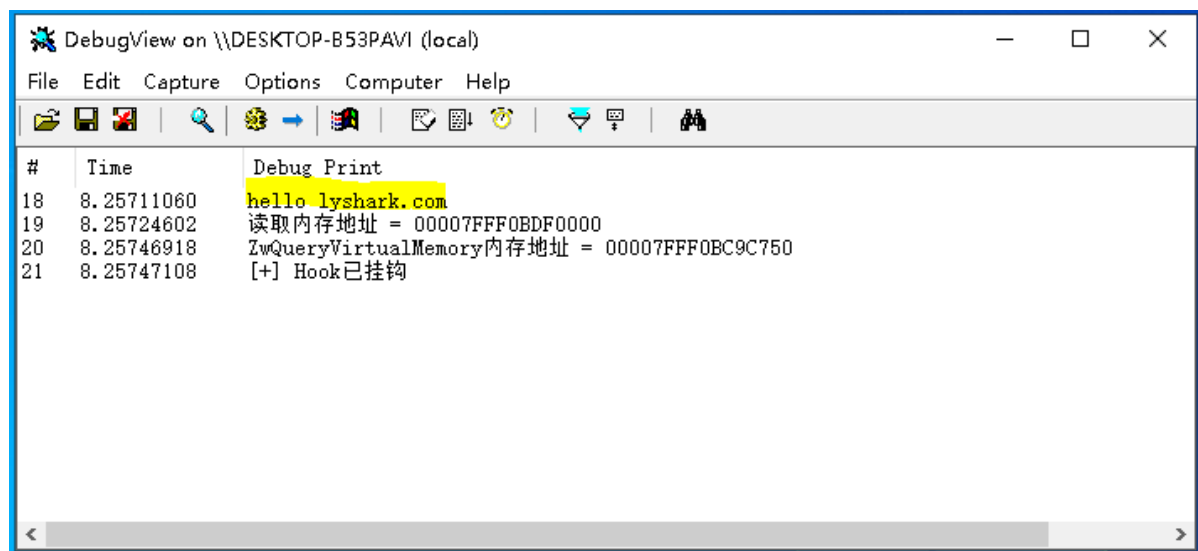 DebugView on \\DESKTOP-B53PAVI (local)
File Edit Capture Options Computer Help
# Time Debug Print
18 8.25711060 hello lyshark.com
19 8.25724602 读取内存地址 = 00007FFF0BDF0000
20 8.25746918 ZwQueryVirtualMemory内存地址 = 00007FFF0BC9C750
21 8.25747108 [+] Hook已挂钩